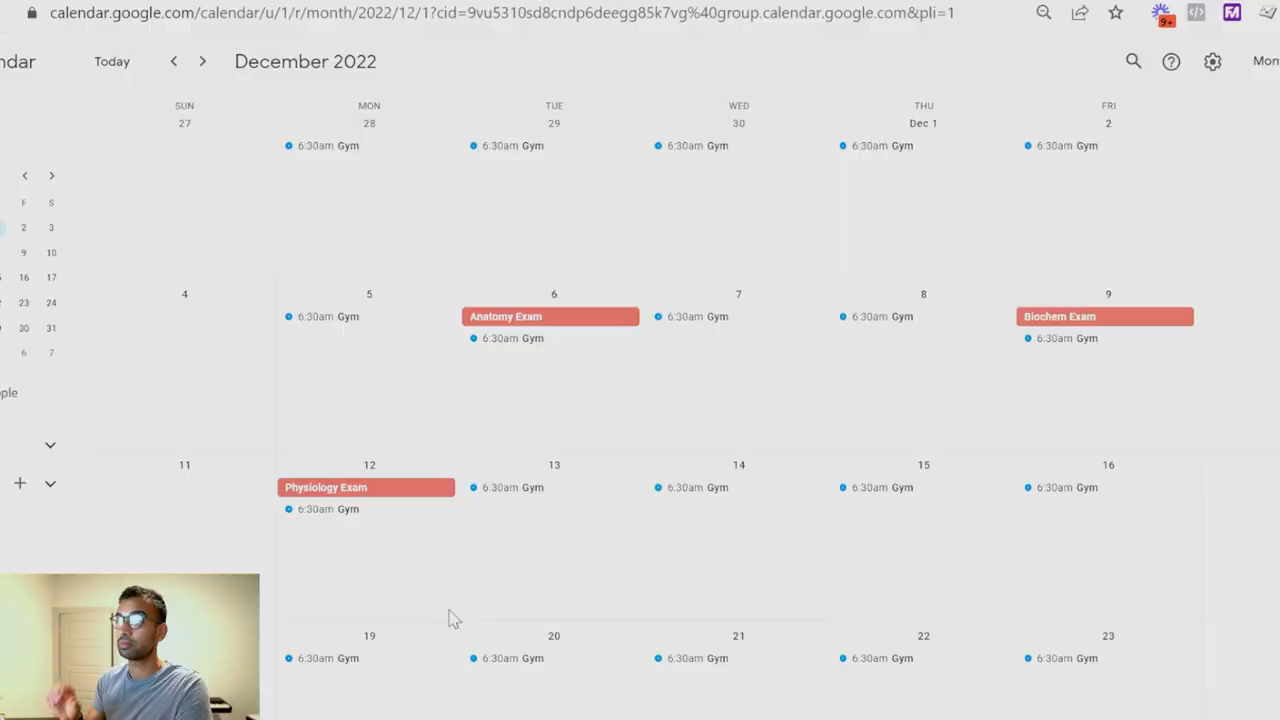 calendar.google.com/calendar/u/1/r/month/2022/12/1?cid=9vu5310sd8cndp6deegg85k7vg%40group.calendar.google.com&pli=1
9+
ndar Today December 2022 Mon
SUN MON TUE WED THU FRI
27 28 29 30 Dec 1 2
6:30am Gym 6:30am Gym 6:30am Gym 6:30am Gym 6:30am Gym
F S
2 3
9 10
16 17
23 24
30 31
6 7
4 5 6 7 8 9
6:30am Gym Anatomy Exam 6:30am Gym 6:30am Gym Biochem Exam
6:30am Gym 6:30am Gym
ople
11 12 13 14 15 16
Physiology Exam 6:30am Gym 6:30am Gym 6:30am Gym 6:30am Gym
6:30am Gym
19 20 21 22 23
6:30am Gym 6:30am Gym 6:30am Gym 6:30am Gym 6:30am Gym